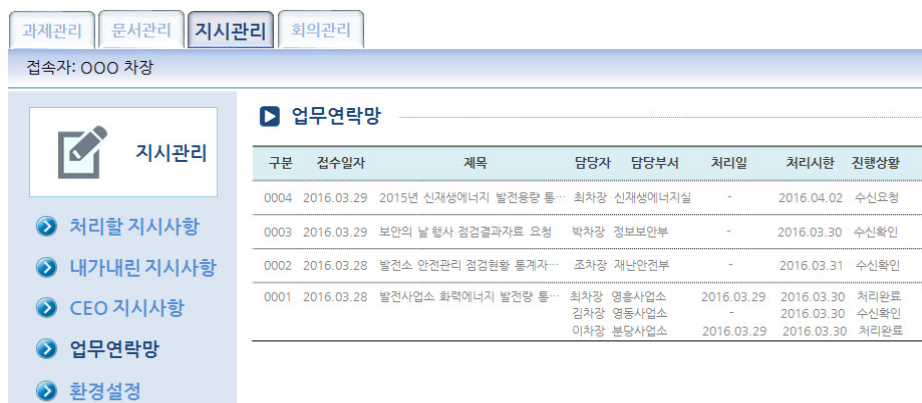 과제관리 문서관리 지시관리 회의관리
접속자: OOO 차장
지시관리
처리할 지시사항
내가내린 지시사항
CEO 지시사항
업무연락망
환경설정
업무연락망
구분 접수일자 제목 담당자 담당부서 처리일 처리시한 진행상황
0004 2016.03.29 2015년 신재생에너지 발전용량 통… 최차장 신재생에너지실 - 2016.04.02 수신요청
0003 2016.03.29 보안의 날 행사 점검결과자료 요청 박차장 정보보안부 - 2016.03.30 수신확인
0002 2016.03.28 발전소 안전관리 점검현황 통계자… 조차장 재난안전부 - 2016.03.31 수신확인
0001 2016.03.28 발전사업소 화력에너지 발전량 통… 최차장 영흥사업소 2016.03.29 2016.03.30 처리완료
김차장 영동사업소 - 2016.03.30 수신확인
이차장 분당사업소 2016.03.29 2016.03.30 처리완료